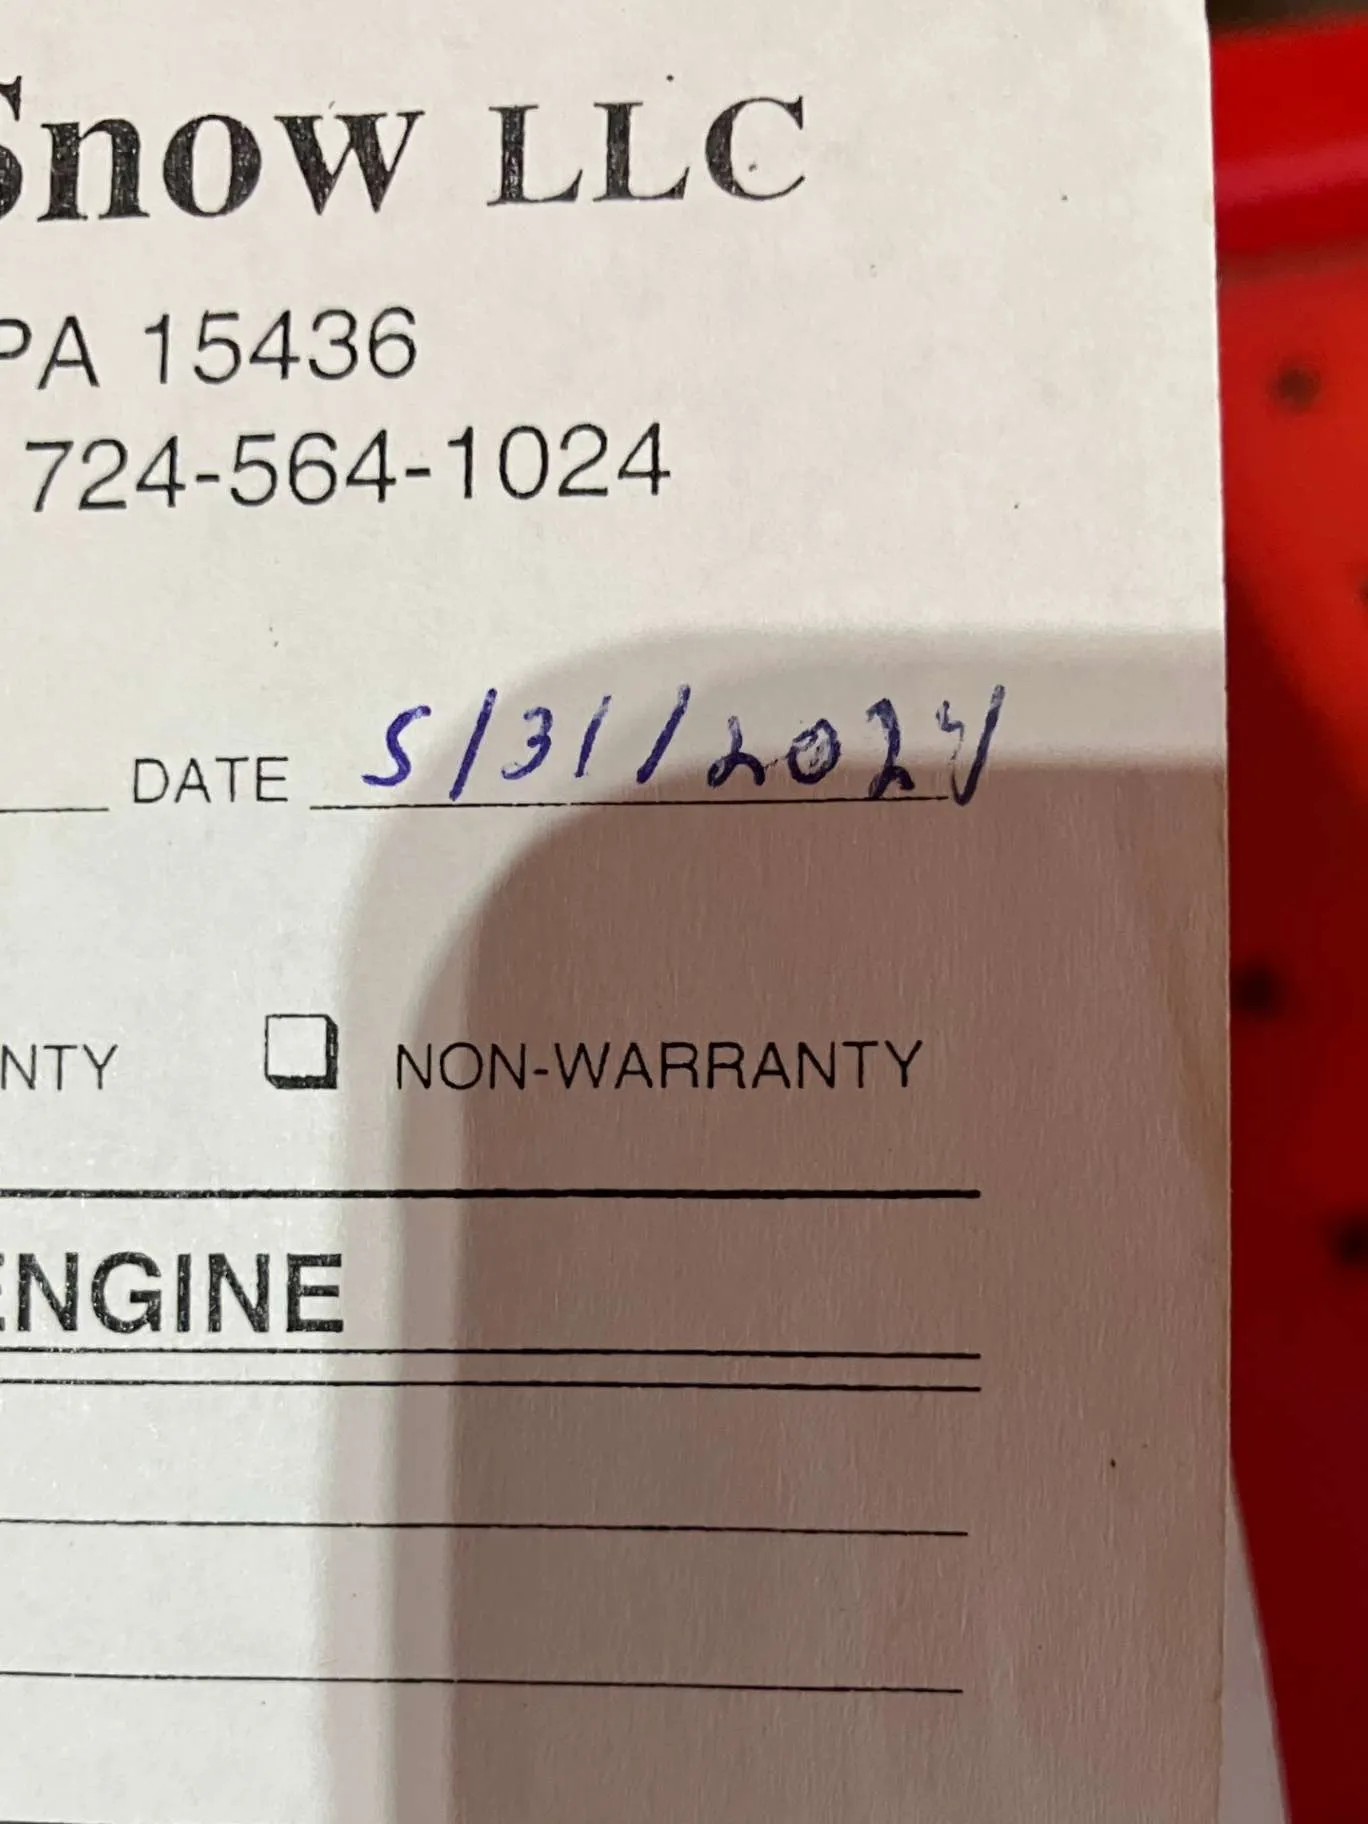 Snow LLC
PA 15436
724-564-1024
DATE 5/31/2024
NTY NON-WARRANTY
ENGINE